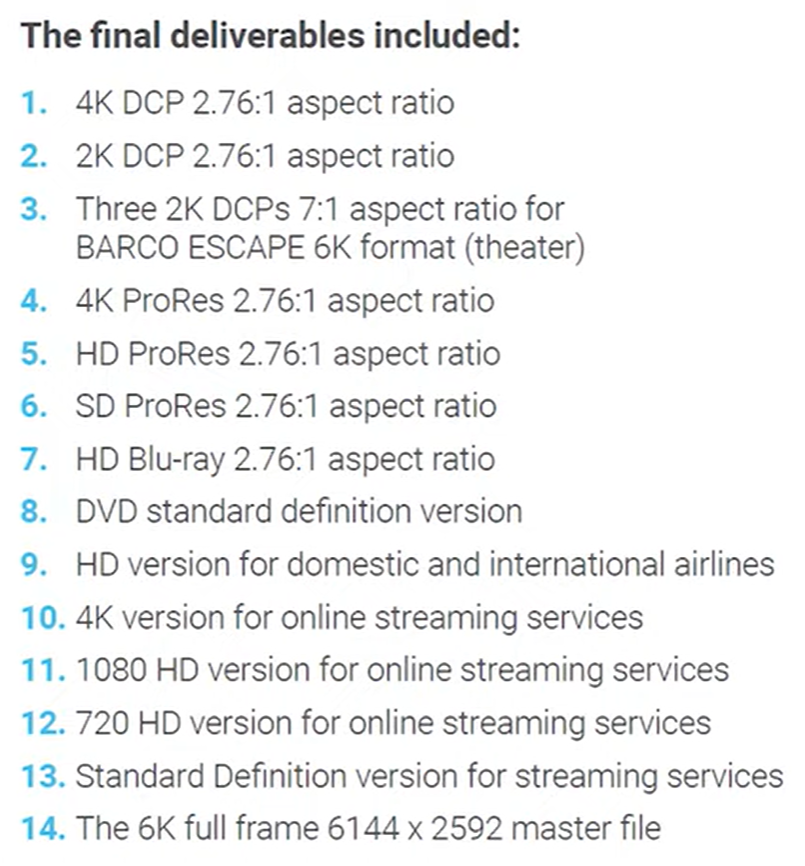 The final deliverables included:
1. 4K DCP 2.76:1 aspect ratio
2. 2K DCP 2.76:1 aspect ratio
3. Three 2K DCPs 7:1 aspect ratio for
BARCO ESCAPE 6K format (theater)
4. 4K ProRes 2.76:1 aspect ratio
5. HD ProRes 2.76:1 aspect ratio
6. SD ProRes 2.76:1 aspect ratio
7. HD Blu-ray 2.76:1 aspect ratio
8. DVD standard definition version
9. HD version for domestic and international airlines
10. 4K version for online streaming services
11. 1080 HD version for online streaming services
12. 720 HD version for online streaming services
13. Standard Definition version for streaming services
14. The 6K full frame 6144 x 2592 master file